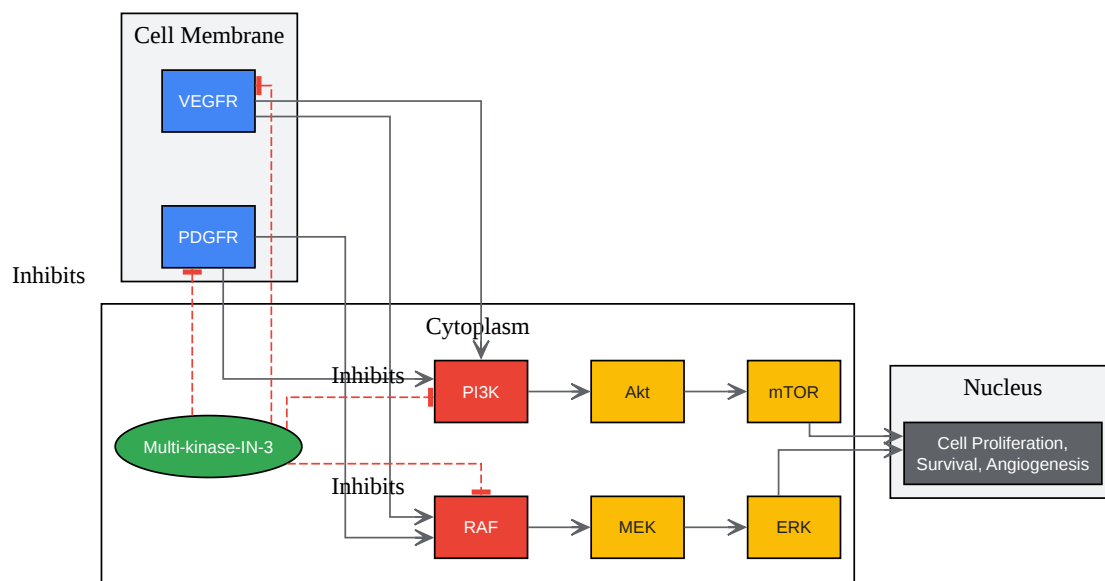 Cell Membrane
VEGFR
PDGFR
Inhibits
Cytoplasm
Inhibits
PI3K
Akt
mTOR
Nucleus
Cell Proliferation,
Survival, Angiogenesis
Multi-kinase-IN-3
Inhibits
RAF
MEK
ERK